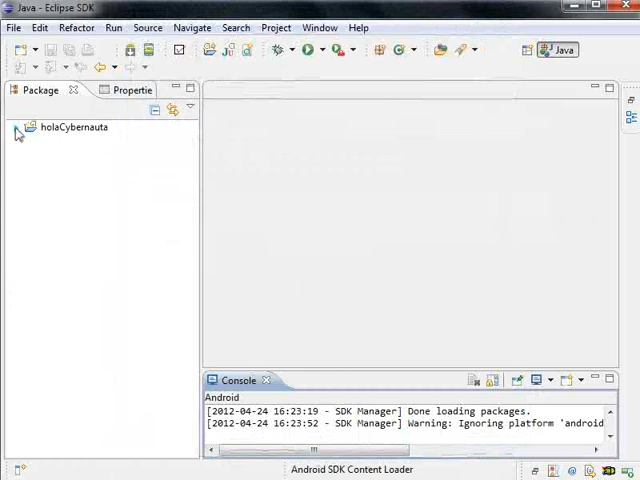 Java - Eclipse SDK
File Edit Refactor Run Source Navigate Search Project Window Help
Java
Package Propertie
holaCybernauta
Console
Android
[2012-04-24 16:23:19 - SDK Manager] Done loading packages.
[2012-04-24 16:23:52 - SDK Manager] Warning: Ignoring platform 'android
Android SDK Content Loader